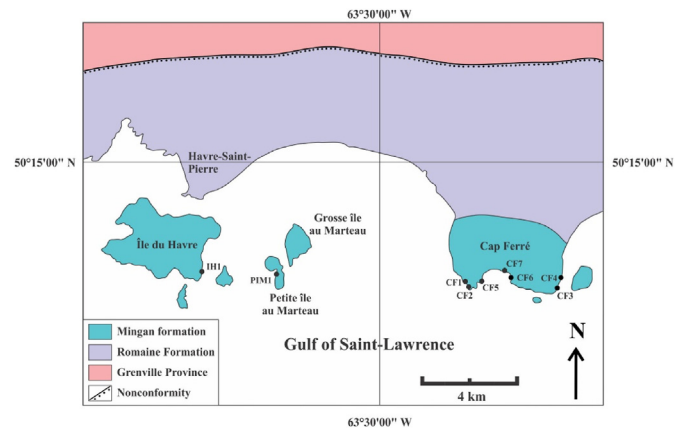 63°30'00" W
50°15'00" N
50°15'00" N
Havre-Saint-
Pierre
Grosse île
au Marteau
Île du Havre
Cap Ferré
IH1
PIM1
CF7
CF1
CF6
CF4
CF2
CF5
CF3
Petite île
au Marteau
Mingan formation
Romaine Formation
Grenville Province
Nonconformity
Gulf of Saint-Lawrence
N
4 km
63°30'00" W